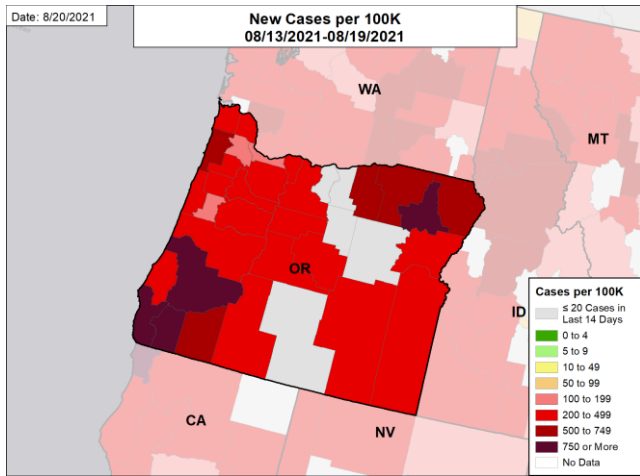 Date: 8/20/2021
New Cases per 100K
08/13/2021-08/19/2021
WA
MT
OR
ID
CA
NV
Cases per 100K
≤ 20 Cases in
Last 14 Days
0 to 4
5 to 9
10 to 49
50 to 99
100 to 199
200 to 499
500 to 749
750 or More
No Data